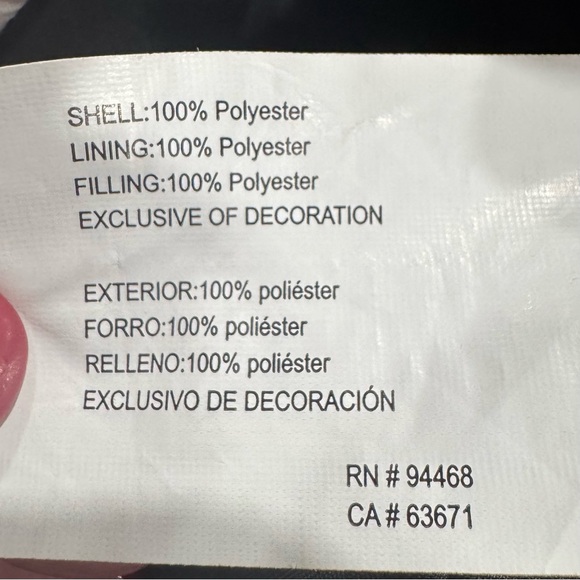 SHELL:100% Polyester
LINING:100% Polyester
FILLING:100% Polyester
EXCLUSIVE OF DECORATION
EXTERIOR:100% poliéster
FORRO:100% poliéster
RELLENO:100% poliéster
EXCLUSIVO DE DECORACIÓN
RN # 94468
CA # 63671